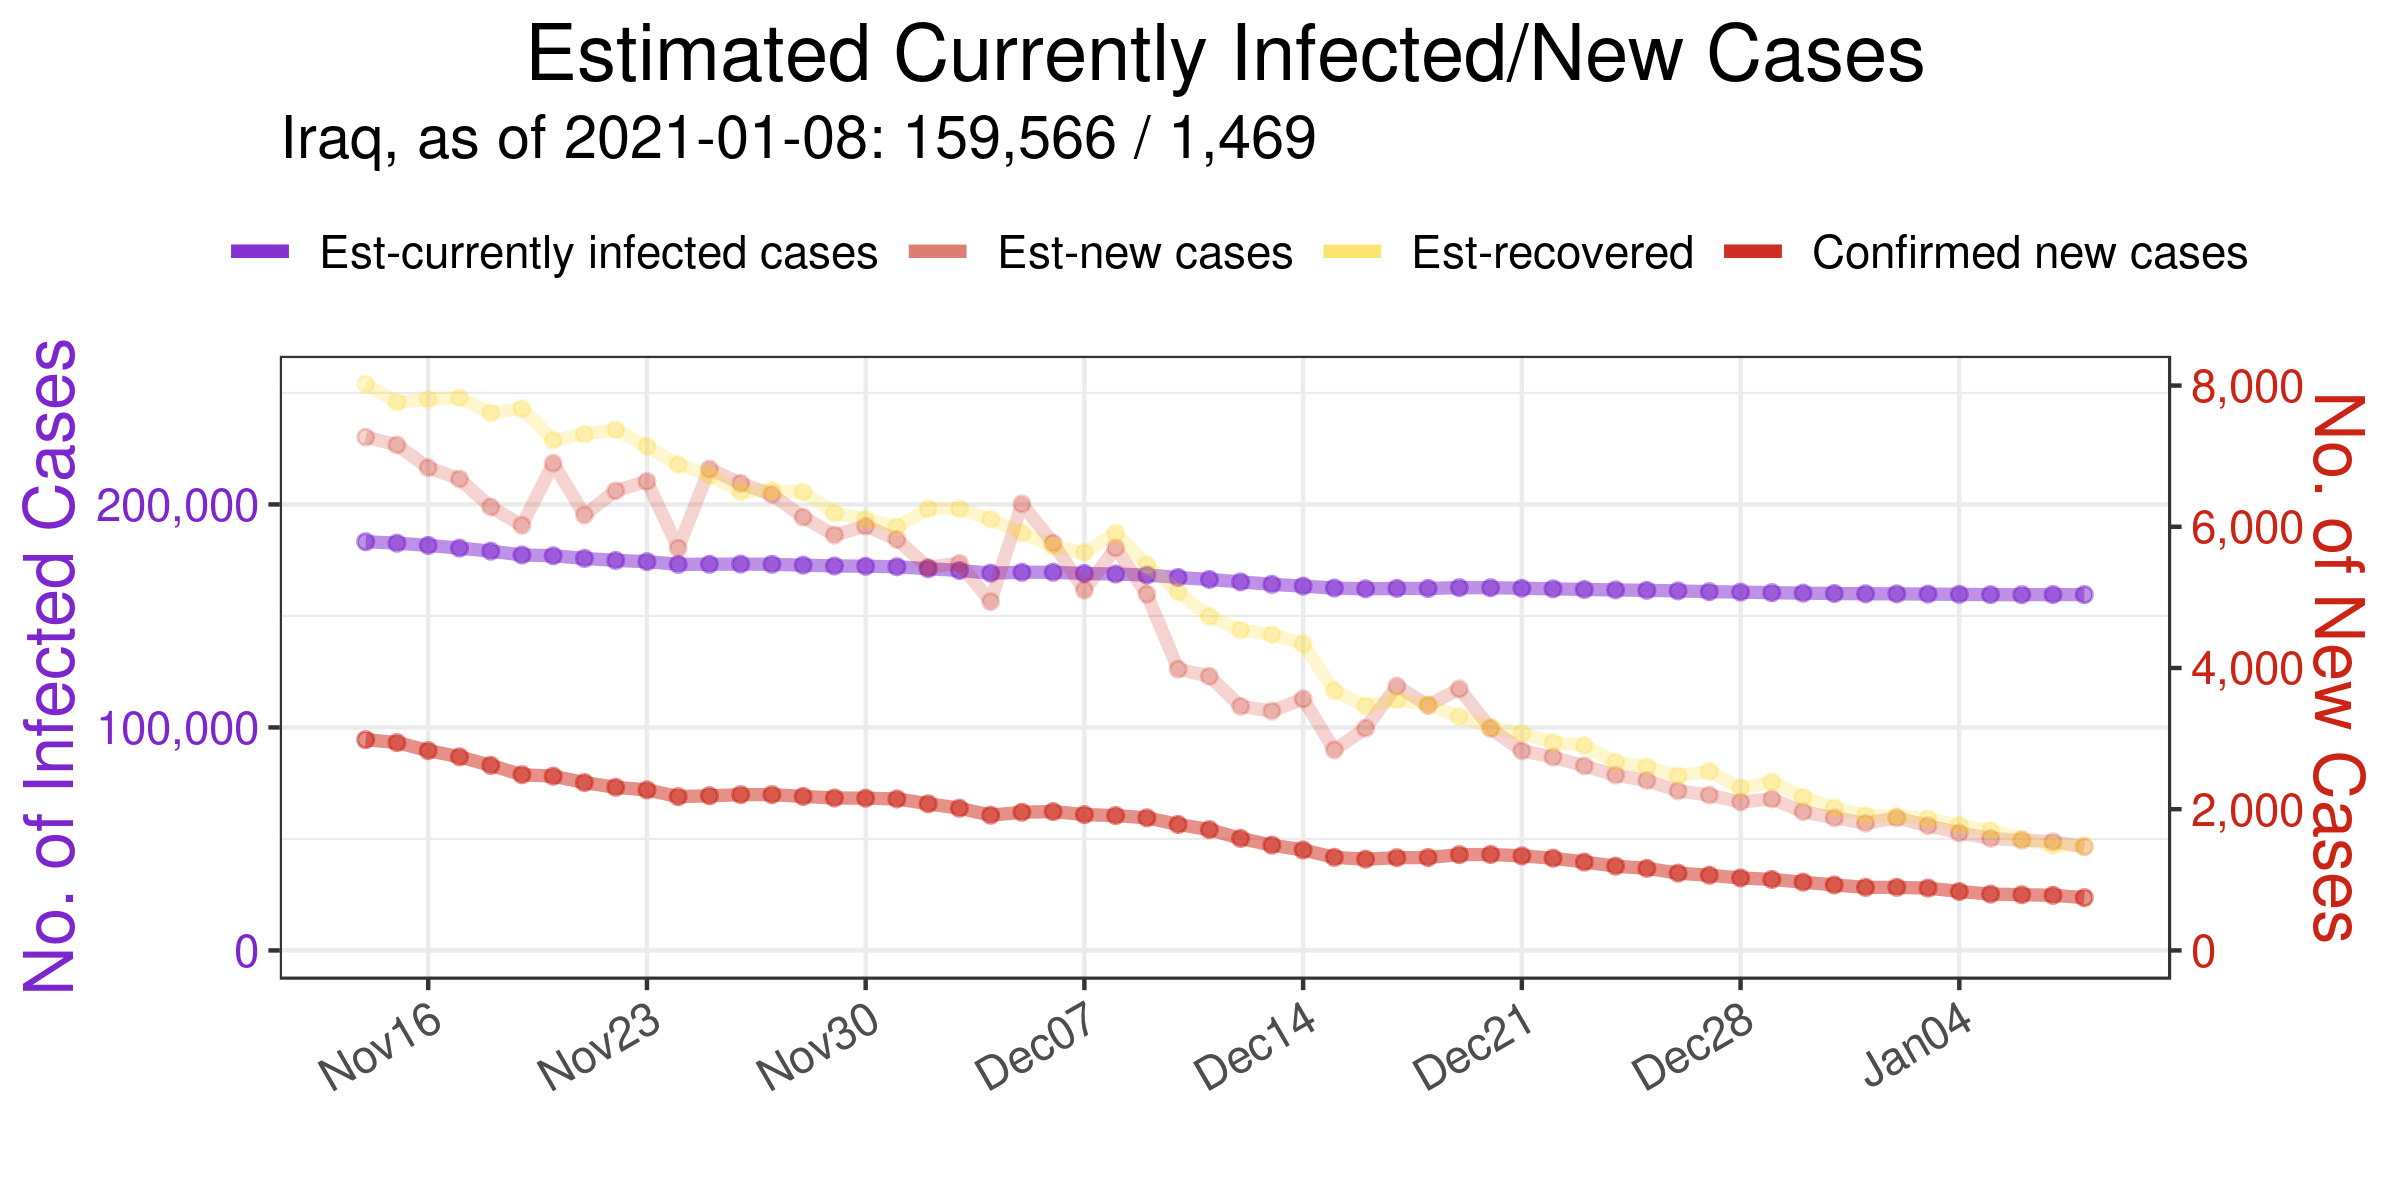 Estimated Currently Infected/New Cases
Iraq, as of 2021-01-08: 159,566 / 1,469
Est-currently infected cases Est-new cases Est-recovered Confirmed new cases
No. of Infected Cases
200,000
100,000
0
8,000
6,000
4,000
2,000
0
No. of New Cases
Nov16 Nov23 Nov30 Dec07 Dec14 Dec21 Dec28 Jan04